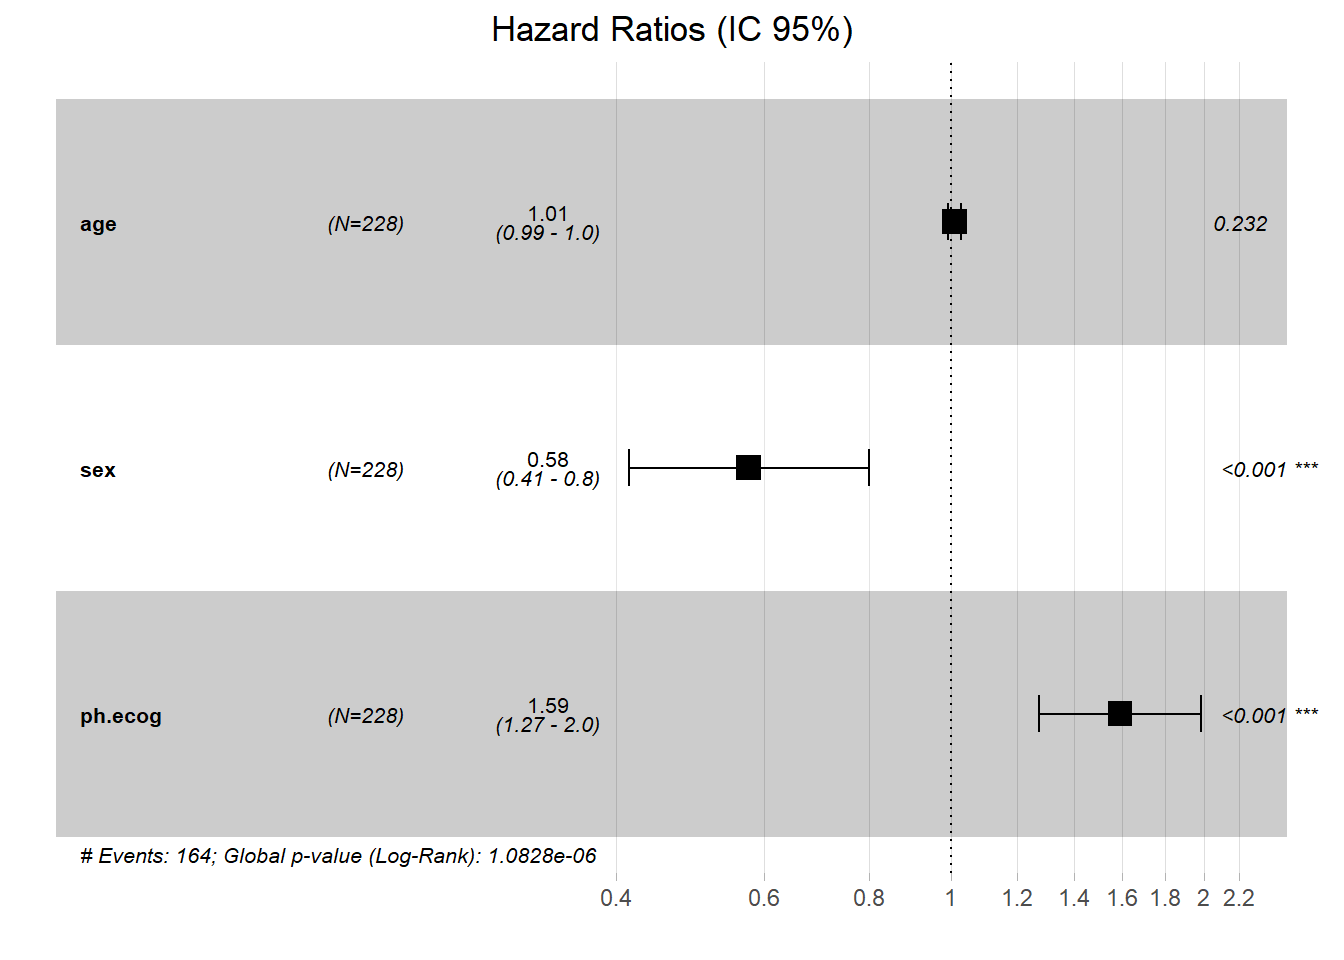 Hazard Ratios (IC 95%)
age (N=228) 1.01 0.232
(0.99 - 1.0)
sex (N=228) 0.58 <0.001 ***
(0.41 - 0.8)
ph.ecog (N=228) 1.59 <0.001 ***
(1.27 - 2.0)
# Events: 164; Global p-value (Log-Rank): 1.0828e-06
0.4 0.6 0.8 1 1.2 1.4 1.6 1.8 2 2.2